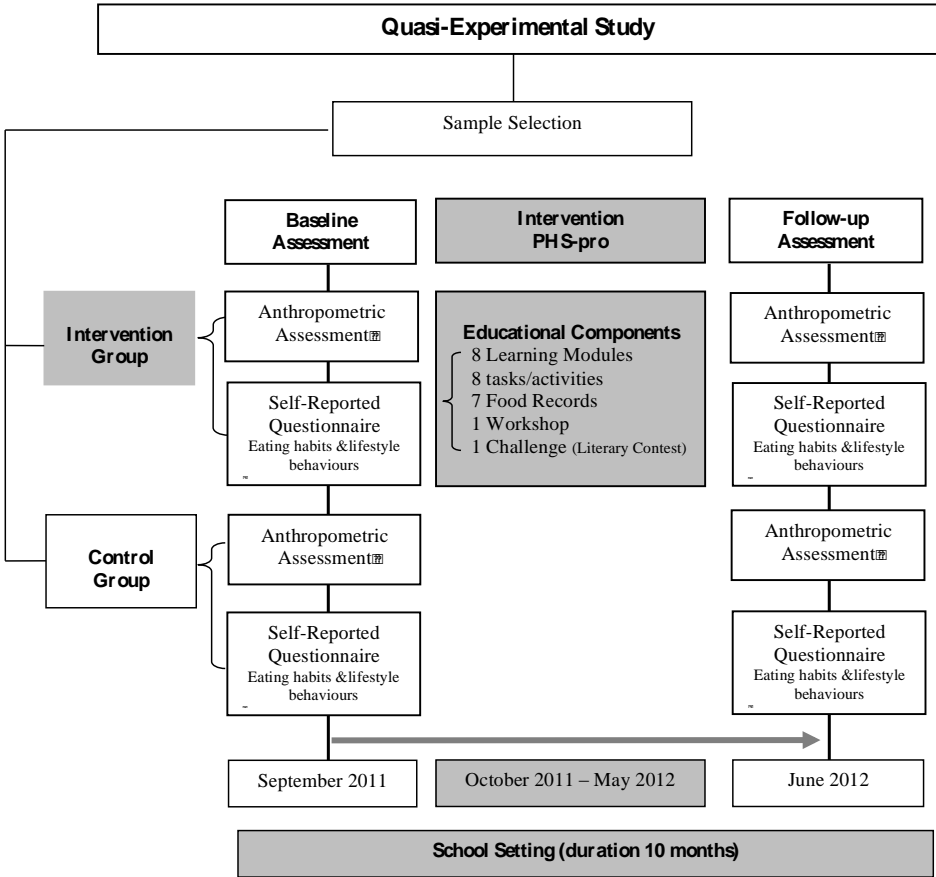 Quasi-Experimental Study
Sample Selection
Baseline
Assessment
Intervention
PHS-pro
Follow-up
Assessment
Intervention
Group
Anthropometric
Assessment
Self-Reported
Questionnaire
Eating habits &lifestyle
behaviours
Educational Components
8 Learning Modules
8 tasks/activities
7 Food Records
1 Workshop
1 Challenge (Literary Contest)
Anthropometric
Assessment
Self-Reported
Questionnaire
Eating habits &lifestyle
behaviours
Control
Group
Anthropometric
Assessment
Self-Reported
Questionnaire
Eating habits &lifestyle
behaviours
Anthropometric
Assessment
Self-Reported
Questionnaire
Eating habits &lifestyle
behaviours
September 2011
October 2011 – May 2012
June 2012
School Setting (duration 10 months)